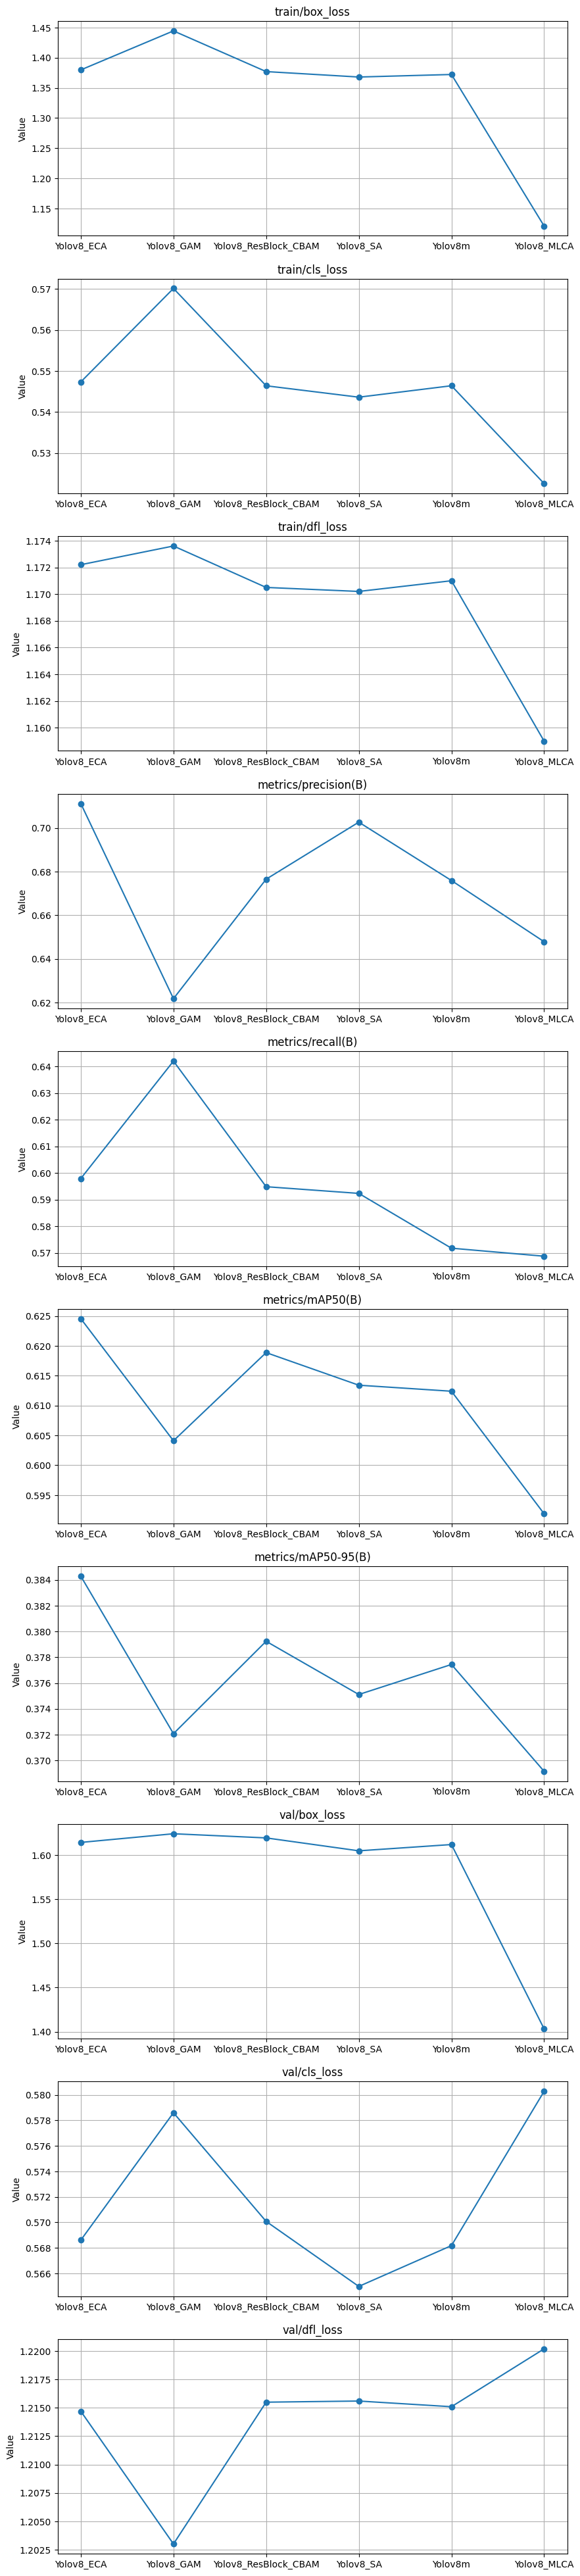 train/box_loss
1.45
1.40
1.35
1.30
1.25
1.20
1.15
Value
Yolov8_ECA Yolov8_GAM Yolov8_ResBlock_CBAM Yolov8_SA Yolov8m Yolov8_MLCA
train/cls_loss
0.57
0.56
0.55
0.54
0.53
Value
Yolov8_ECA Yolov8_GAM Yolov8_ResBlock_CBAM Yolov8_SA Yolov8m Yolov8_MLCA
train/dfl_loss
1.174
1.172
1.170
1.168
1.166
1.164
1.162
1.160
Value
Yolov8_ECA Yolov8_GAM Yolov8_ResBlock_CBAM Yolov8_SA Yolov8m Yolov8_MLCA
metrics/precision(B)
0.70
0.68
0.66
0.64
0.62
Value
Yolov8_ECA Yolov8_GAM Yolov8_ResBlock_CBAM Yolov8_SA Yolov8m Yolov8_MLCA
metrics/recall(B)
0.64
0.63
0.62
0.61
0.60
0.59
0.58
0.57
Value
Yolov8_ECA Yolov8_GAM Yolov8_ResBlock_CBAM Yolov8_SA Yolov8m Yolov8_MLCA
metrics/mAP50(B)
0.625
0.620
0.615
0.610
0.605
0.600
0.595
Value
Yolov8_ECA Yolov8_GAM Yolov8_ResBlock_CBAM Yolov8_SA Yolov8m Yolov8_MLCA
metrics/mAP50-95(B)
0.384
0.382
0.380
0.378
0.376
0.374
0.372
0.370
Value
Yolov8_ECA Yolov8_GAM Yolov8_ResBlock_CBAM Yolov8_SA Yolov8m Yolov8_MLCA
val/box_loss
1.60
1.55
1.50
1.45
1.40
Value
Yolov8_ECA Yolov8_GAM Yolov8_ResBlock_CBAM Yolov8_SA Yolov8m Yolov8_MLCA
val/cls_loss
0.580
0.578
0.576
0.574
0.572
0.570
0.568
0.566
Value
Yolov8_ECA Yolov8_GAM Yolov8_ResBlock_CBAM Yolov8_SA Yolov8m Yolov8_MLCA
val/dfl_loss
1.2200
1.2175
1.2150
1.2125
1.2100
1.2075
1.2050
1.2025
Value
Yolov8_ECA Yolov8_GAM Yolov8_ResBlock_CBAM Yolov8_SA Yolov8m Yolov8_MLCA